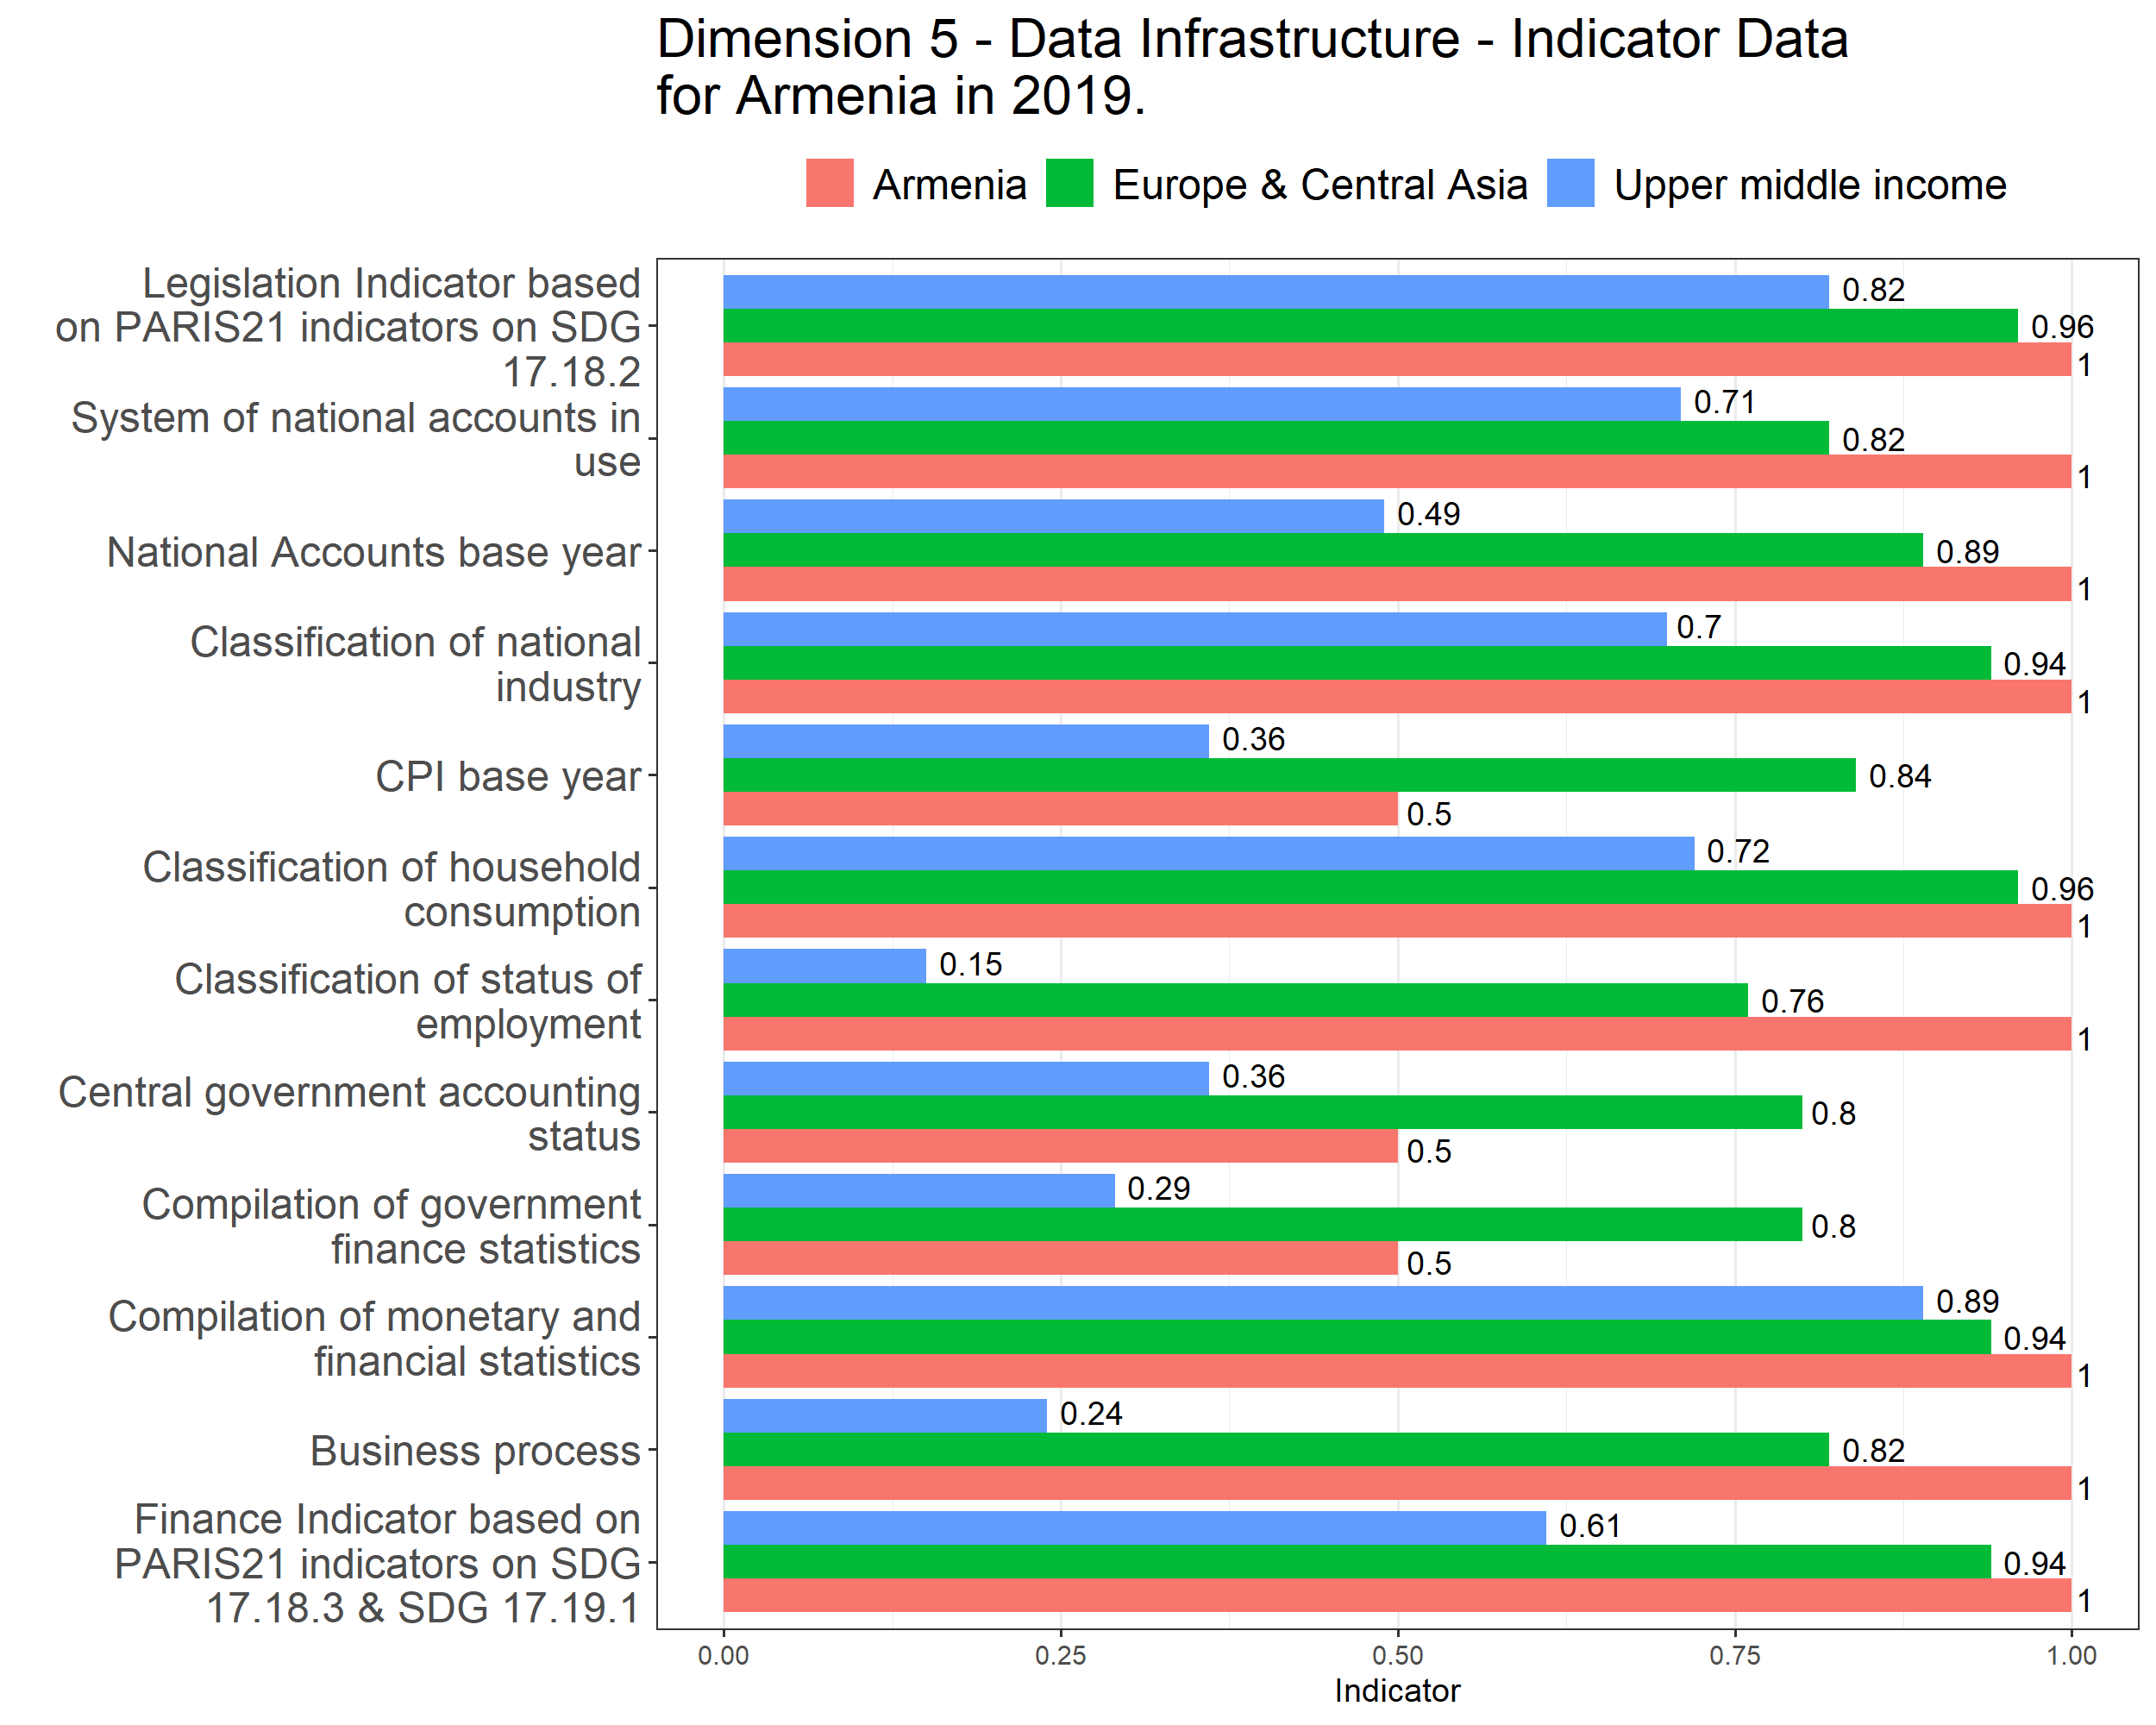 Dimension 5 - Data Infrastructure - Indicator Data
for Armenia in 2019.
Armenia
Europe & Central Asia
Upper middle income
Legislation Indicator based
on PARIS21 indicators on SDG
17.18.2
0.82
0.96
1
System of national accounts in
use
0.71
0.82
1
National Accounts base year
0.49
0.89
1
Classification of national
industry
0.7
0.94
1
CPI base year
0.36
0.84
0.5
Classification of household
consumption
0.72
0.96
1
Classification of status of
employment
0.15
0.76
1
Central government accounting
status
0.36
0.8
0.5
Compilation of government
finance statistics
0.29
0.8
0.5
Compilation of monetary and
financial statistics
0.89
0.94
1
Business process
0.24
0.82
1
Finance Indicator based on
PARIS21 indicators on SDG
17.18.3 & SDG 17.19.1
0.61
0.94
1
0.00
0.25
0.50
0.75
1.00
Indicator